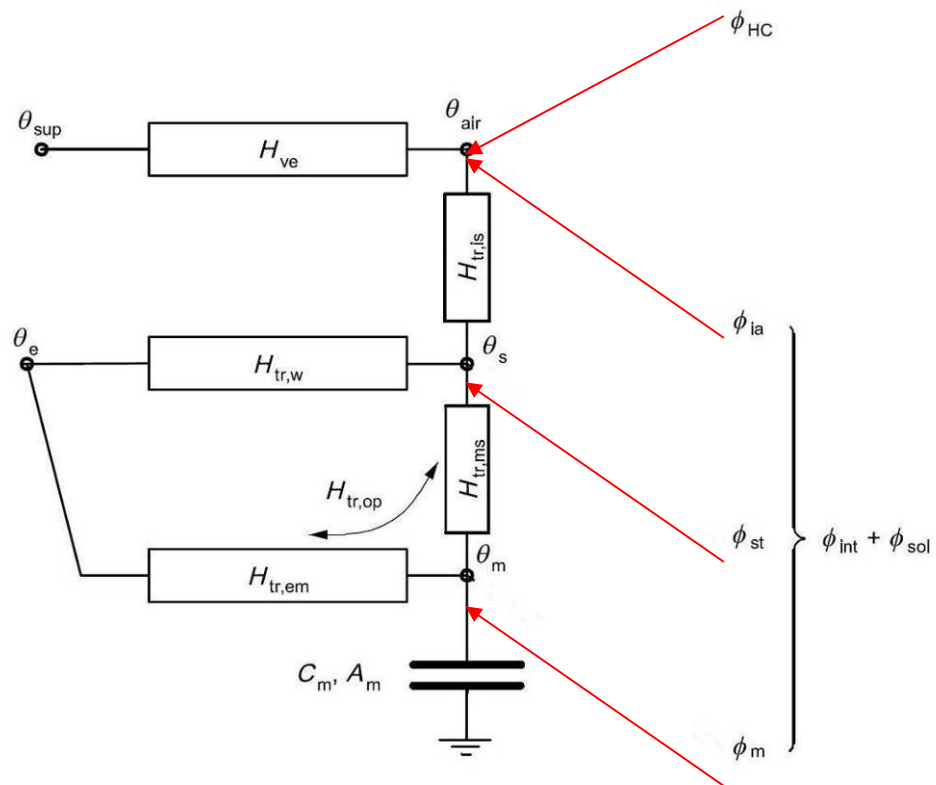 ϕHC
θsup
θair
Hve
Htr,is
ϕia
θe
θs
Htr,w
Htr,ms
Htr,op
ϕst
ϕint + ϕsol
θm
Htr,em
Cm, Am
ϕm